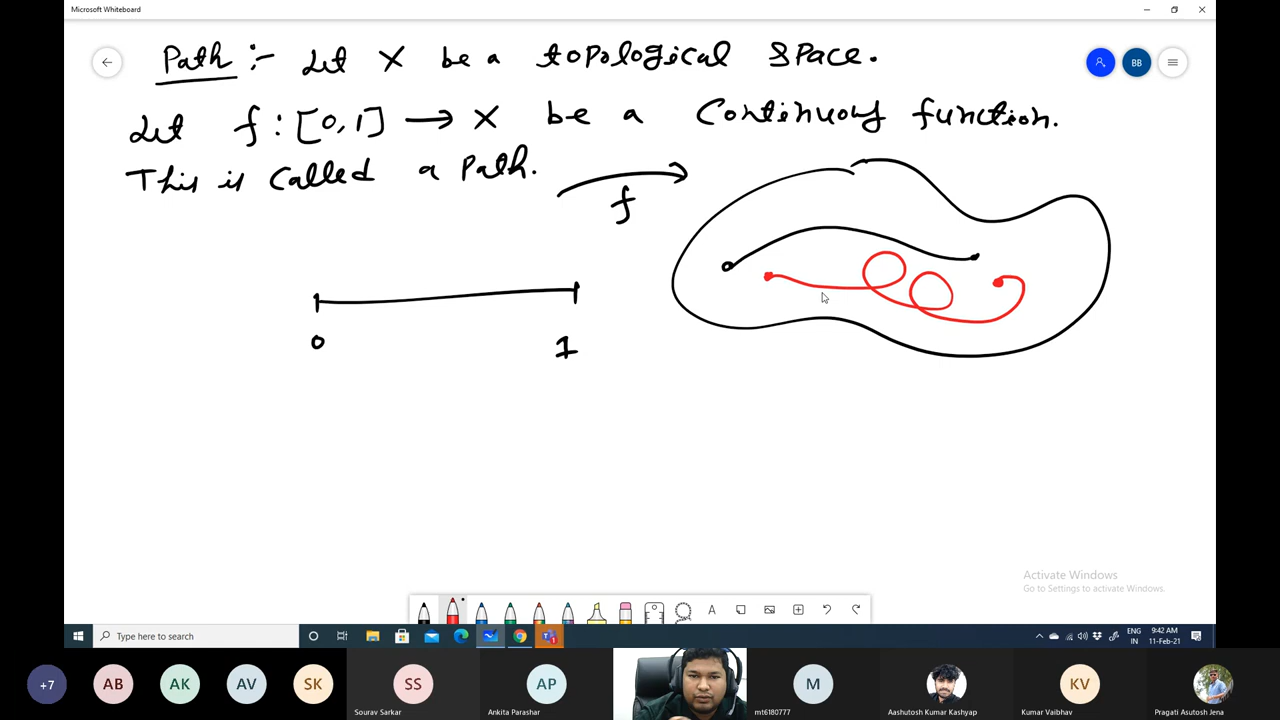 Microsoft Whiteboard
Path :- Let X be a topological space.
BB
Let f : [0,1] → X be a Continuous function.
This is called a Path.
f
0 1
Activate Windows
Go to Settings to activate Windows.
A
Type here to search
ENG 9:42 AM
IN 11-Feb-21
+7 AB AK AV SK SS AP M KV
Sourav Sarkar Ankita Parashar mt6180777 Aashutosh Kumar Kashyap Kumar Vaibhav Pragati Asutosh Jena